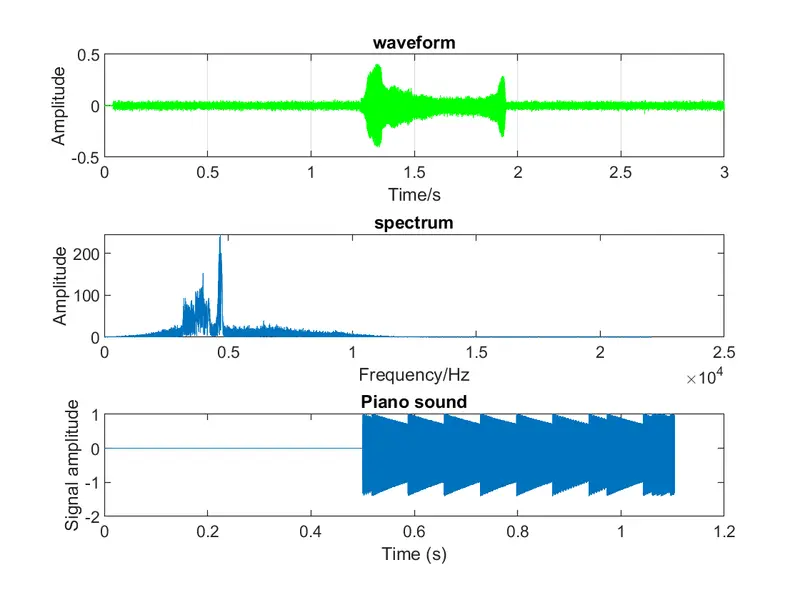 waveform
0.5
0
-0.5
Amplitude
0 0.5 1 1.5 2 2.5 3
Time/s
spectrum
200
100
0
Amplitude
0 0.5 1 1.5 2 2.5
×10⁴
Frequency/Hz
Piano sound
1
0
-1
-2
Signal amplitude
0 0.2 0.4 0.6 0.8 1 1.2
Time (s)